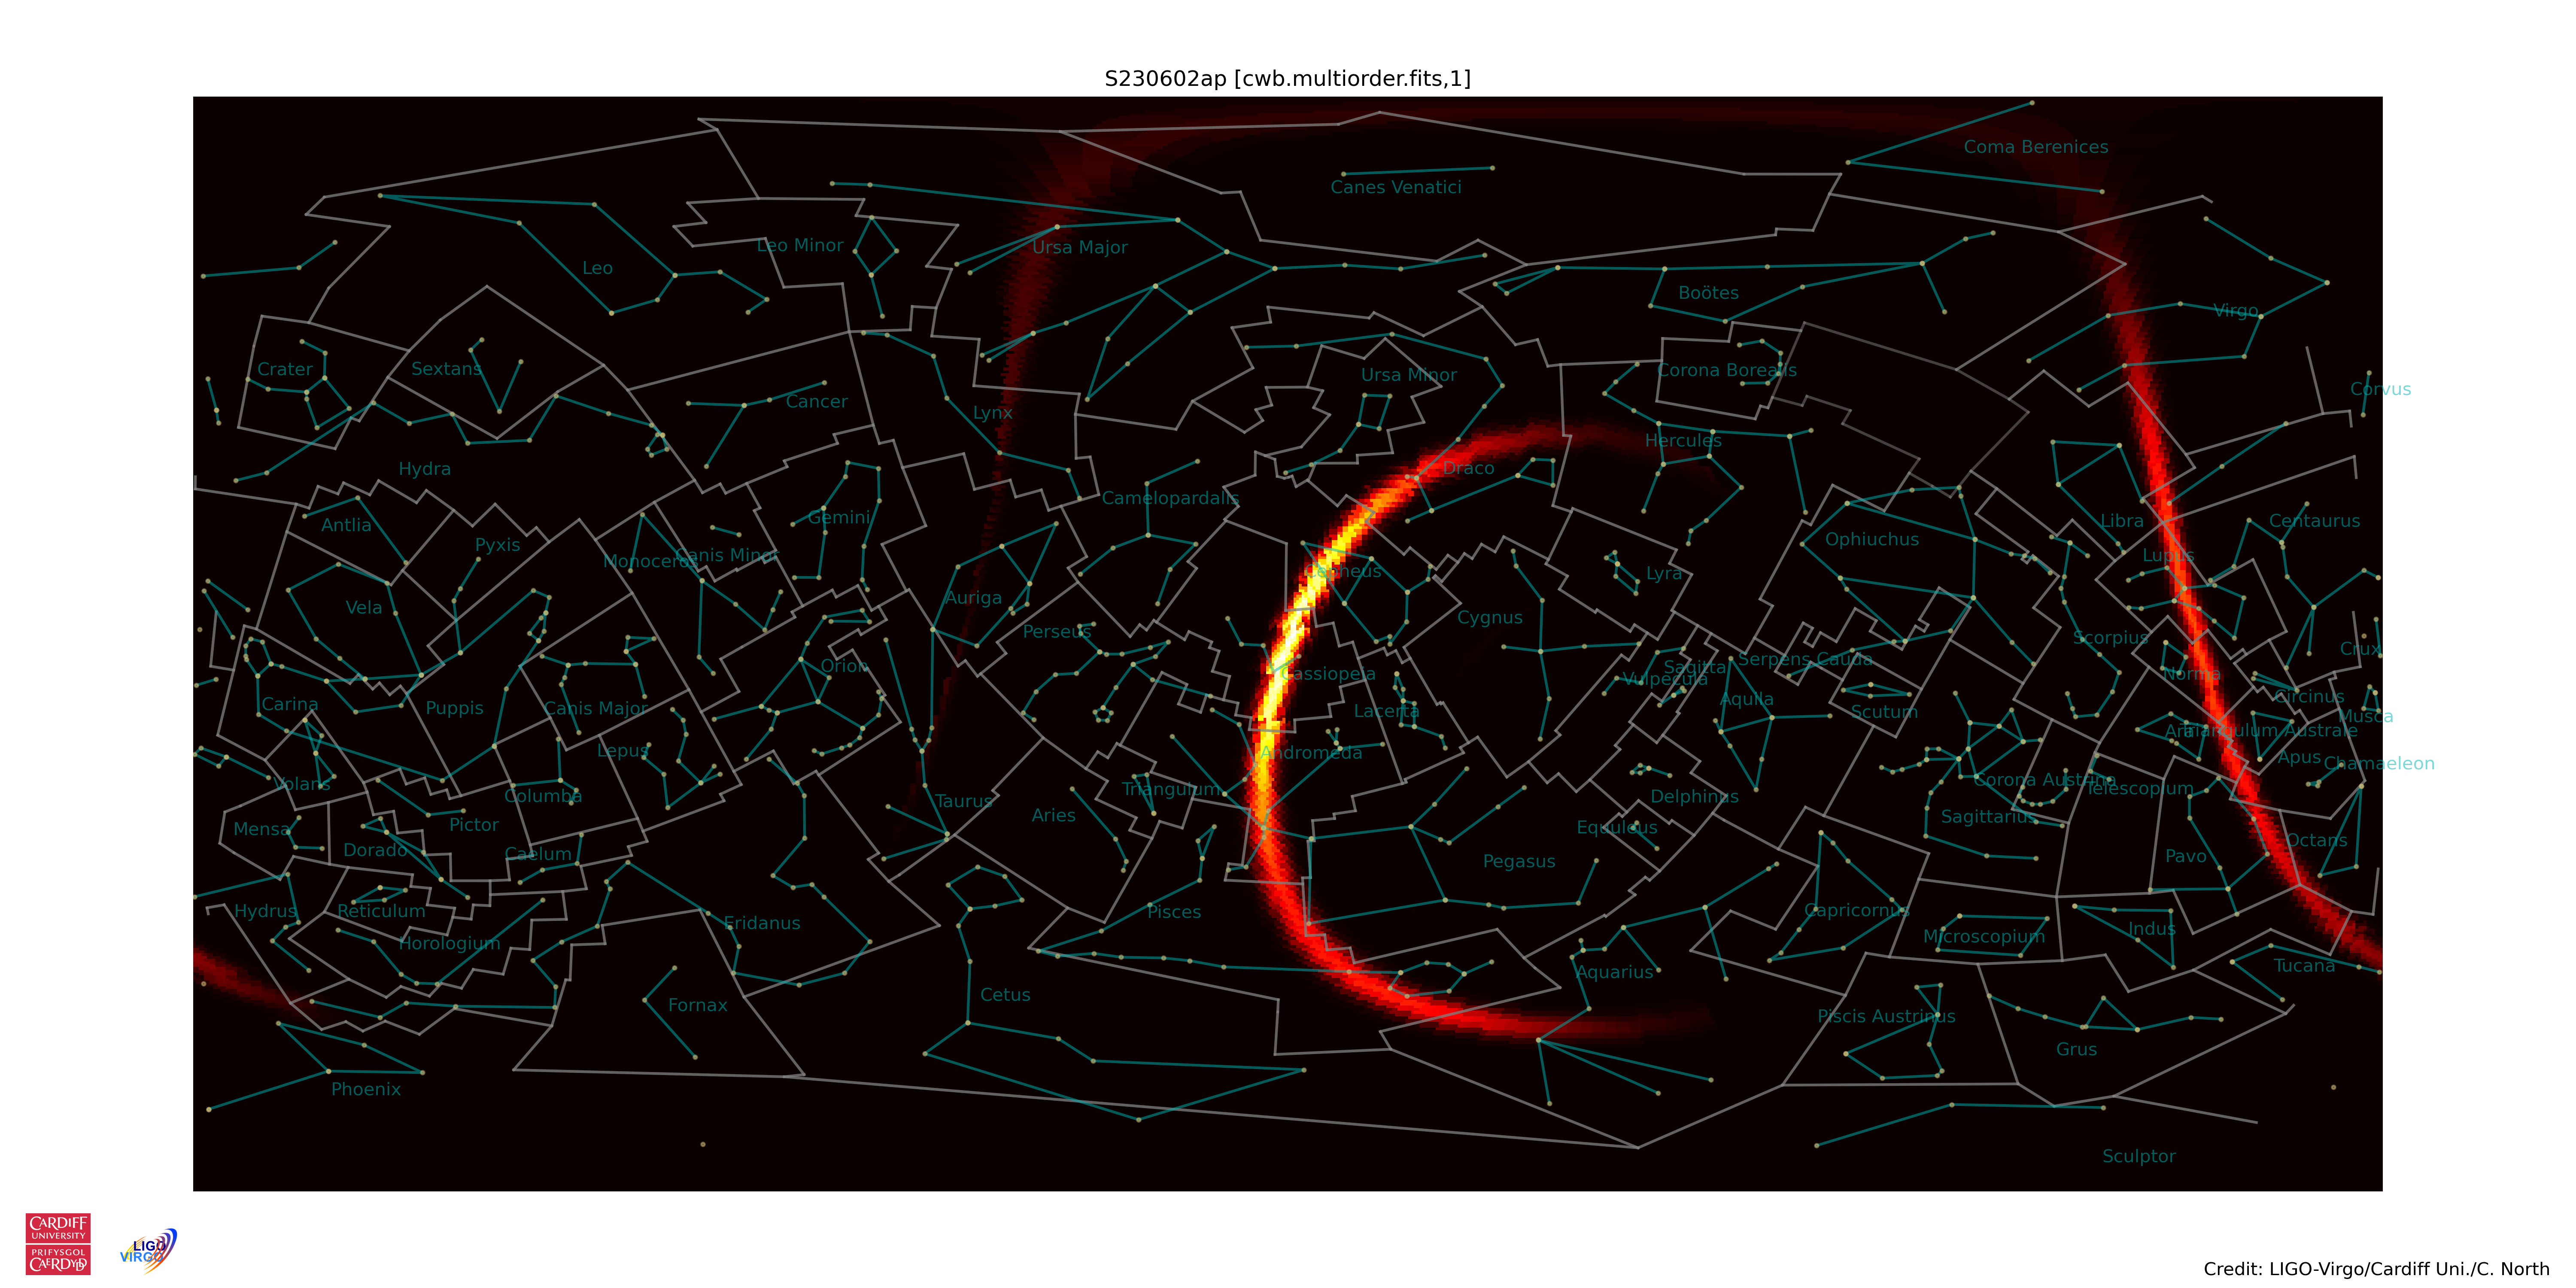 S230602ap [cwb.multiorder.fits,1]
Coma Berenices
Canes Venatici
Leo Minor
Ursa Major
Leo
Boötes
Virgo
Crater
Sextans
Ursa Minor
Corona Borealis
Corvus
Cancer
Lynx
Hercules
Hydra
Draco
Camelopardalis
Gemini
Antlia
Libra
Centaurus
Pyxis
Ophiuchus
Monoceros
Canis Minor
Lupus
Cepheus
Lyra
Auriga
Vela
Cygnus
Perseus
Scorpius
Crux
Orion
Sagitta
Serpens Cauda
Cassiopeia
Vulpecula
Norma
Circinus
Carina
Puppis
Canis Major
Aquila
Lacerta
Scutum
Musca
Ara
Triangulum Australe
Lepus
Andromeda
Apus
Chamaeleon
Volans
Corona Austrina
Telescopium
Triangulum
Columba
Taurus
Delphinus
Aries
Sagittarius
Pictor
Mensa
Equuleus
Octans
Dorado
Caelum
Pavo
Pegasus
Hydrus
Reticulum
Pisces
Capricornus
Eridanus
Indus
Microscopium
Horologium
Tucana
Aquarius
Cetus
Fornax
Piscis Austrinus
Grus
Phoenix
Sculptor
CARDIFF
UNIVERSITY
PRIFYSGOL
CAERDYDD
LIGO
VIRGO
Credit: LIGO-Virgo/Cardiff Uni./C. North